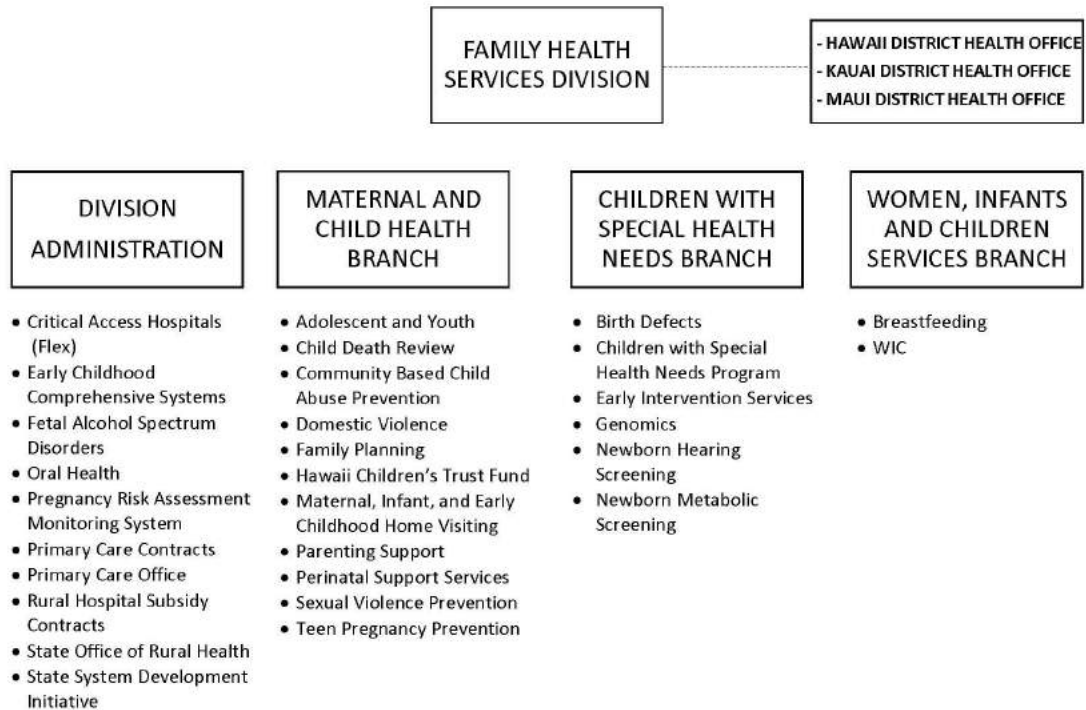 FAMILY HEALTH
SERVICES DIVISION
- HAWAII DISTRICT HEALTH OFFICE
- KAUAI DISTRICT HEALTH OFFICE
- MAUI DISTRICT HEALTH OFFICE
DIVISION
ADMINISTRATION
• Critical Access Hospitals
(Flex)
• Early Childhood
Comprehensive Systems
• Fetal Alcohol Spectrum
Disorders
• Oral Health
• Pregnancy Risk Assessment
Monitoring System
• Primary Care Contracts
• Primary Care Office
• Rural Hospital Subsidy
Contracts
• State Office of Rural Health
• State System Development
Initiative
MATERNAL AND
CHILD HEALTH
BRANCH
• Adolescent and Youth
• Child Death Review
• Community Based Child
Abuse Prevention
• Domestic Violence
• Family Planning
• Hawaii Children’s Trust Fund
• Maternal, Infant, and Early
Childhood Home Visiting
• Parenting Support
• Perinatal Support Services
• Sexual Violence Prevention
• Teen Pregnancy Prevention
CHILDREN WITH
SPECIAL HEALTH
NEEDS BRANCH
• Birth Defects
• Children with Special
Health Needs Program
• Early Intervention Services
• Genomics
• Newborn Hearing
Screening
• Newborn Metabolic
Screening
WOMEN, INFANTS
AND CHILDREN
SERVICES BRANCH
• Breastfeeding
• WIC